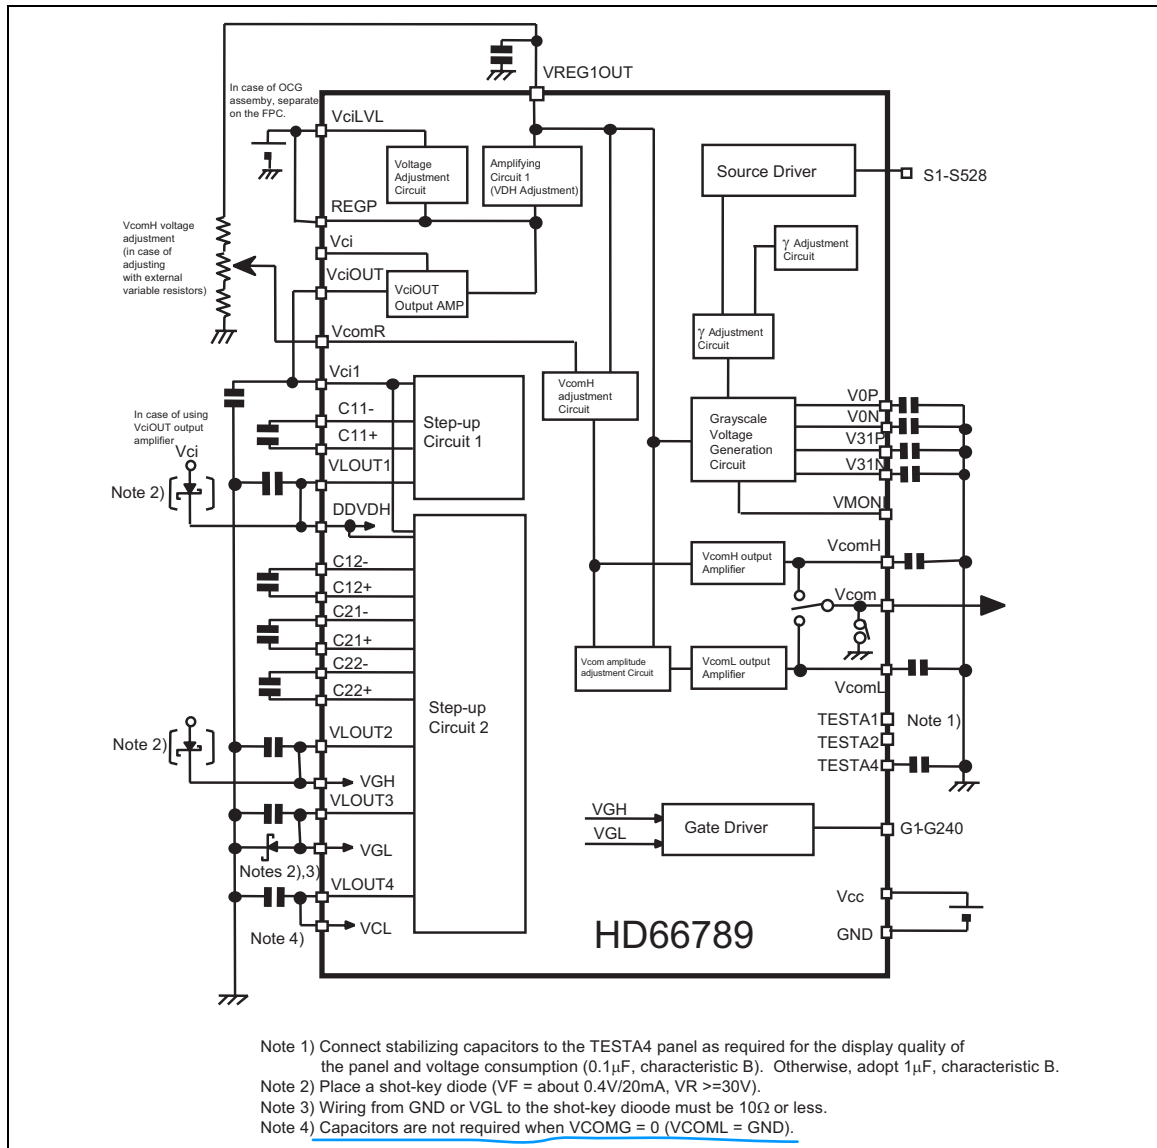 VREG1OUT
In case of OCG
assemby, separate
on the FPC.
VciLVL
Voltage
Adjustment
Circuit
Amplifying
Circuit 1
(VDH Adjustment)
Source Driver
S1-S528
REGP
VcomH voltage
adjustment
(in case of
adjusting
with external
variable resistors)
Vci
VciOUT
VciOUT
Output AMP
γ Adjustment
Circuit
VcomR
γ Adjustment
Circuit
Vci1
VcomH
adjustment
Circuit
C11-
C11+
Step-up
Circuit 1
Grayscale
Voltage
Generation
Circuit
V0P
V0N
V31P
V31N
In case of using
VciOUT output
amplifier
Vci
Note 2)
VLOUT1
VMONI
DDVDH
C12-
C12+
C21-
C21+
C22-
C22+
Step-up
Circuit 2
VcomH output
Amplifier
VcomH
Vcom
Vcom amplitude
adjustment Circuit
VcomL output
Amplifier
VcomL
TESTA1
Note 1)
TESTA2
TESTA4
Note 2)
VLOUT2
VGH
VLOUT3
VGL
Notes 2),3)
VLOUT4
Note 4)
VCL
VGH
VGL
Gate Driver
G1-G240
Vcc
GND
HD66789
Note 1) Connect stabilizing capacitors to the TESTA4 panel as required for the display quality of
the panel and voltage consumption (0.1μF, characteristic B). Otherwise, adopt 1μF, characteristic B.
Note 2) Place a shot-key diode (VF = about 0.4V/20mA, VR >=30V).
Note 3) Wiring from GND or VGL to the shot-key dioode must be 10Ω or less.
Note 4) Capacitors are not required when VCOMG = 0 (VCOML = GND).